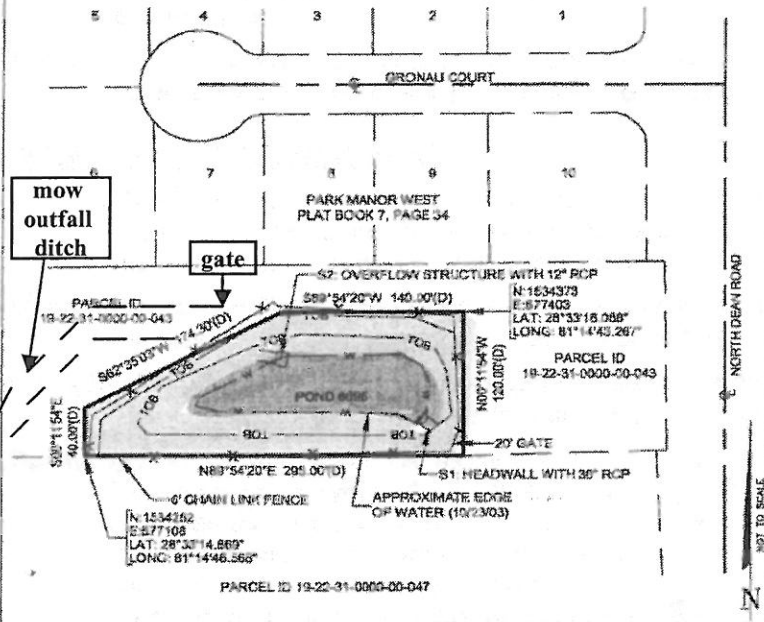 5 4 3 2 1
GRONAU COURT
6 7 8 9 10
PARK MANOR WEST
PLAT BOOK 7, PAGE 34
mow
outfall
ditch
gate
S2: OVERFLOW STRUCTURE WITH 12" RCP
PARCEL ID
19-22-31-0000-00-043
S89°54'20"W 140.00'(D)
N:1534373
E:577403
LAT: 28°33'16.068"
LONG: 81°14'43.267"
S62°35'03"W 174.30'(D)
TOB
TOB
TOB
TOB
TOB
TOB
TOB
N00°11'54"W
120.00'(D)
PARCEL ID
19-22-31-0000-00-043
NORTH DEAN ROAD
POND 6056
S00°11'54"E
40.00'(D)
20' GATE
N89°54'20"E 295.00'(D)
S1: HEADWALL WITH 36" RCP
6' CHAIN LINK FENCE
APPROXIMATE EDGE
OF WATER (10/23/03)
N:1534252
E:577108
LAT: 28°33'14.869"
LONG: 81°14'46.568"
NOT TO SCALE
N
PARCEL ID 19-22-31-0000-00-047